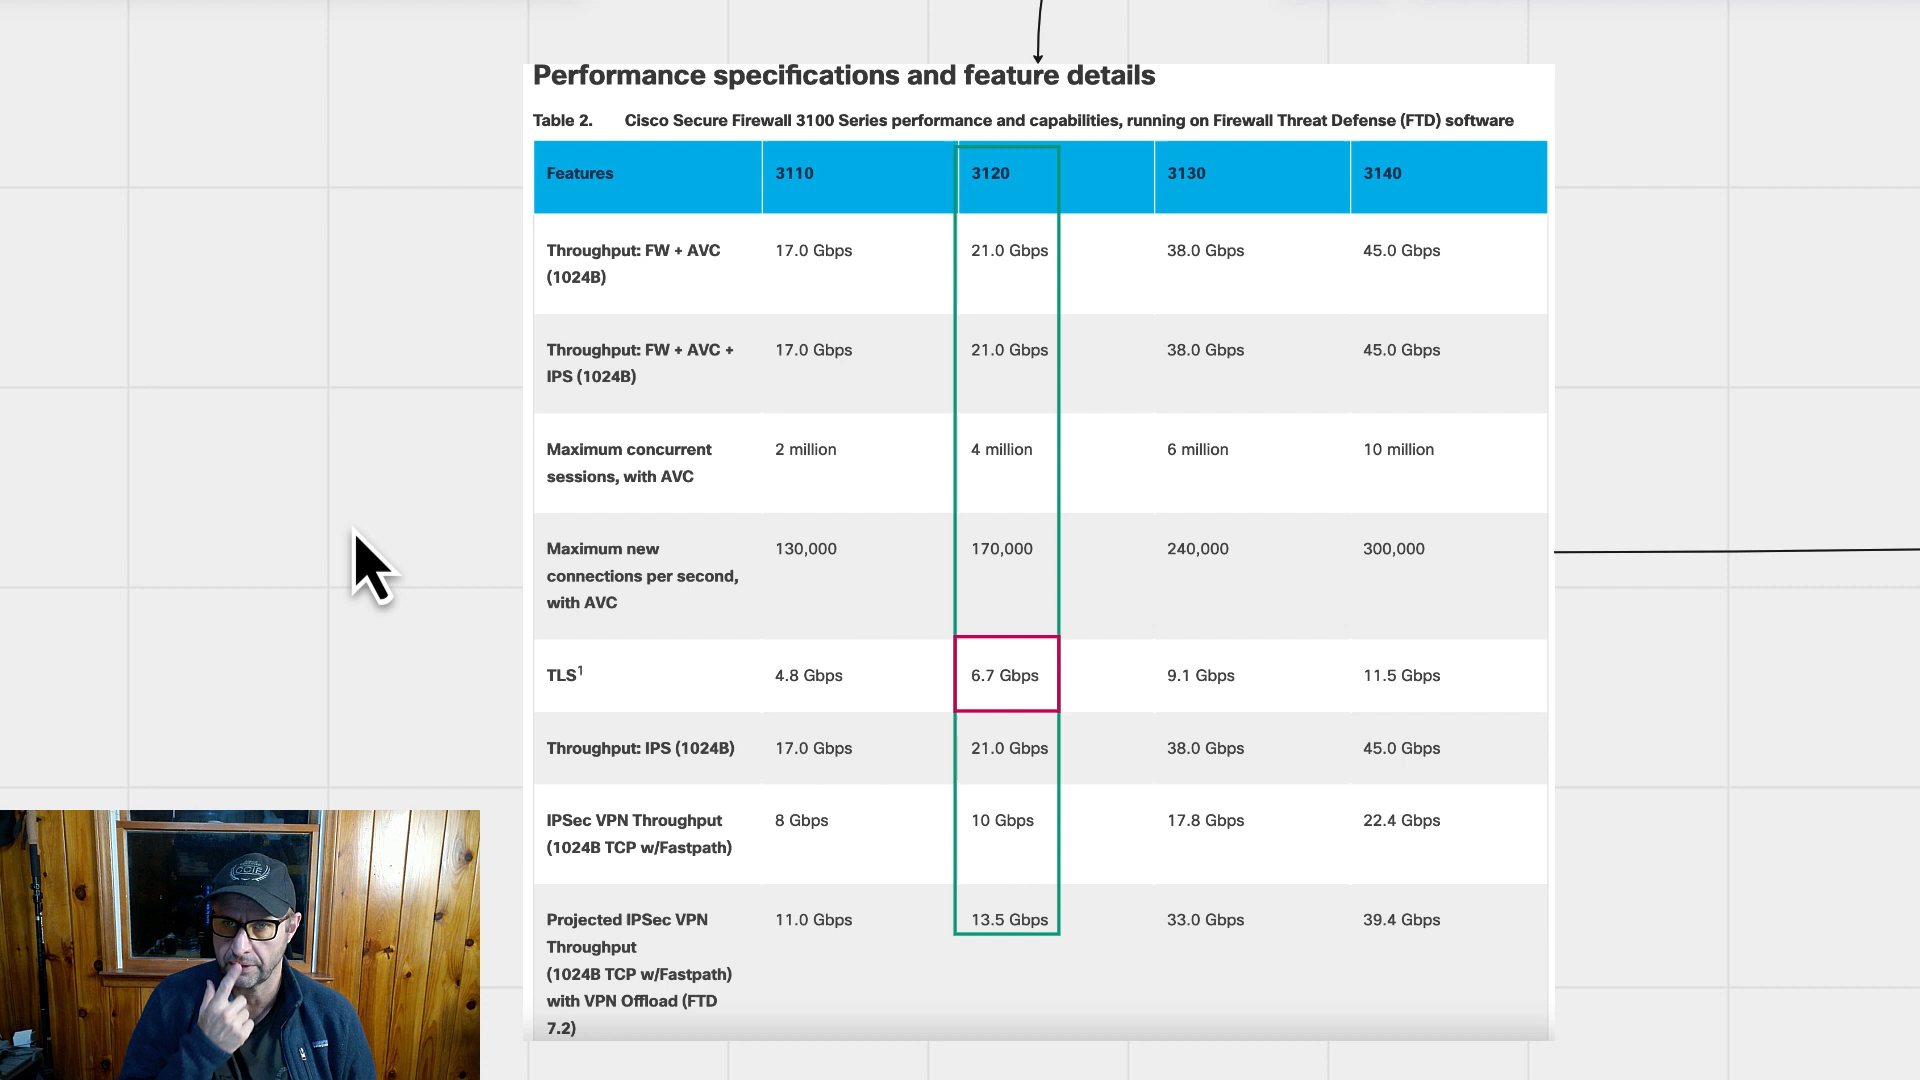 Performance specifications and feature details
Table 2. Cisco Secure Firewall 3100 Series performance and capabilities, running on Firewall Threat Defense (FTD) software
Features 3110 3120 3130 3140
Throughput: FW + AVC 17.0 Gbps 21.0 Gbps 38.0 Gbps 45.0 Gbps
(1024B)
Throughput: FW + AVC + 17.0 Gbps 21.0 Gbps 38.0 Gbps 45.0 Gbps
IPS (1024B)
Maximum concurrent 2 million 4 million 6 million 10 million
sessions, with AVC
Maximum new 130,000 170,000 240,000 300,000
connections per second,
with AVC
TLS¹ 4.8 Gbps 6.7 Gbps 9.1 Gbps 11.5 Gbps
Throughput: IPS (1024B) 17.0 Gbps 21.0 Gbps 38.0 Gbps 45.0 Gbps
IPSec VPN Throughput 8 Gbps 10 Gbps 17.8 Gbps 22.4 Gbps
(1024B TCP w/Fastpath)
Projected IPSec VPN 11.0 Gbps 13.5 Gbps 33.0 Gbps 39.4 Gbps
Throughput
(1024B TCP w/Fastpath)
with VPN Offload (FTD
7.2)
CCIE